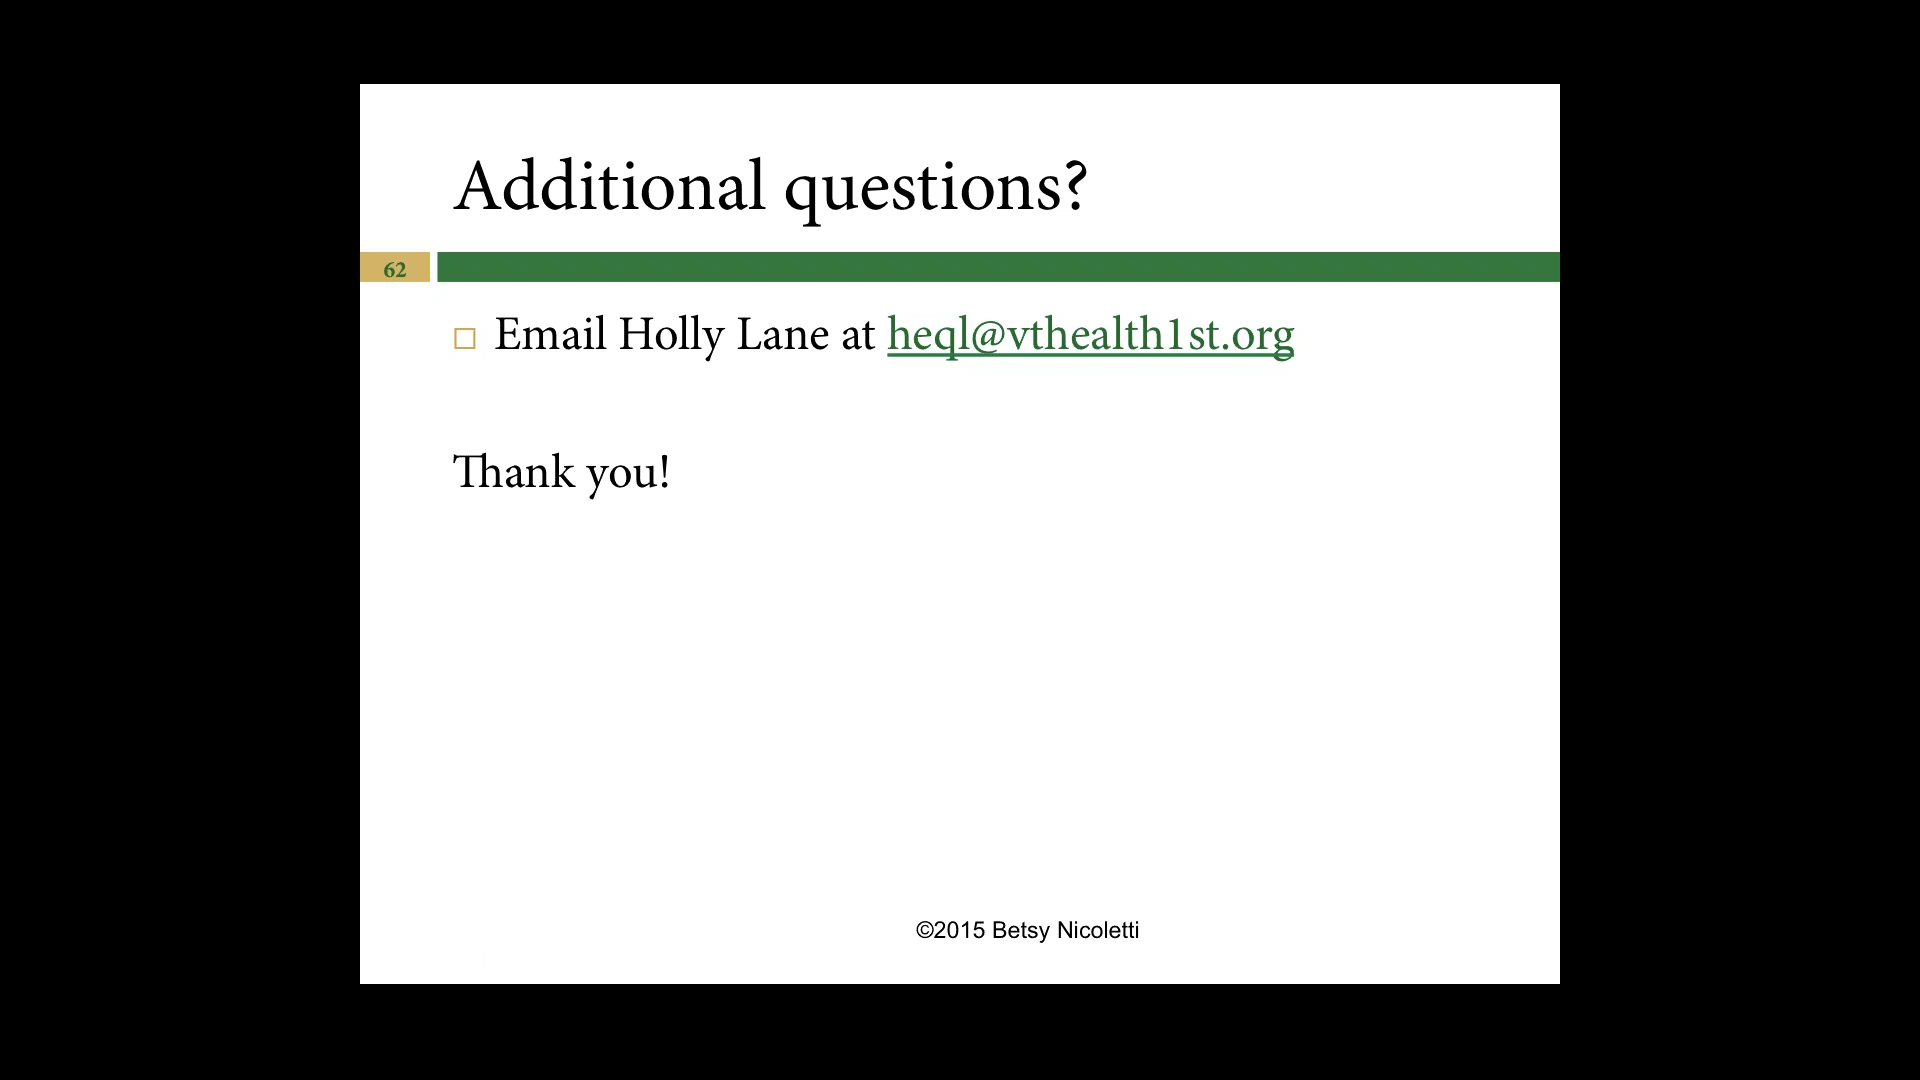 Additional questions?
62
Email Holly Lane at heql@vthealth1st.org
Thank you!
©2015 Betsy Nicoletti